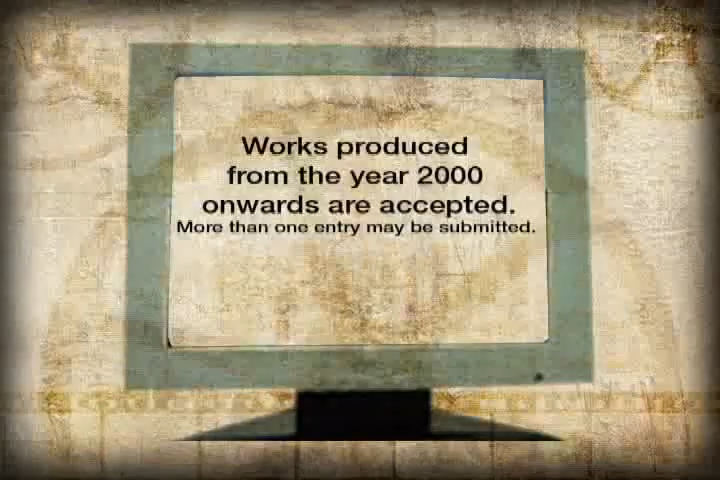 Works produced
from the year 2000
onwards are accepted.
More than one entry may be submitted.